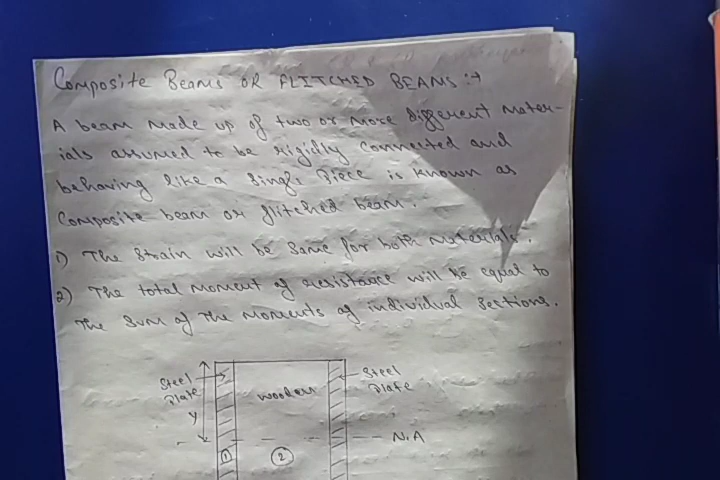 Composite Beams OR FLITCHED BEAMS :→
A beam made up of two or more different mater-
ials assumed to be rigidly connected and
behaving like a single piece is known as
Composite beam or flitched beam.
1) The Strain will be same for both materials.
2) The total moment of resistance will be equal to
The Sum of The moments of individual sections.
Steel Plate
wooden
Steel Plate
y
N.A
1
2